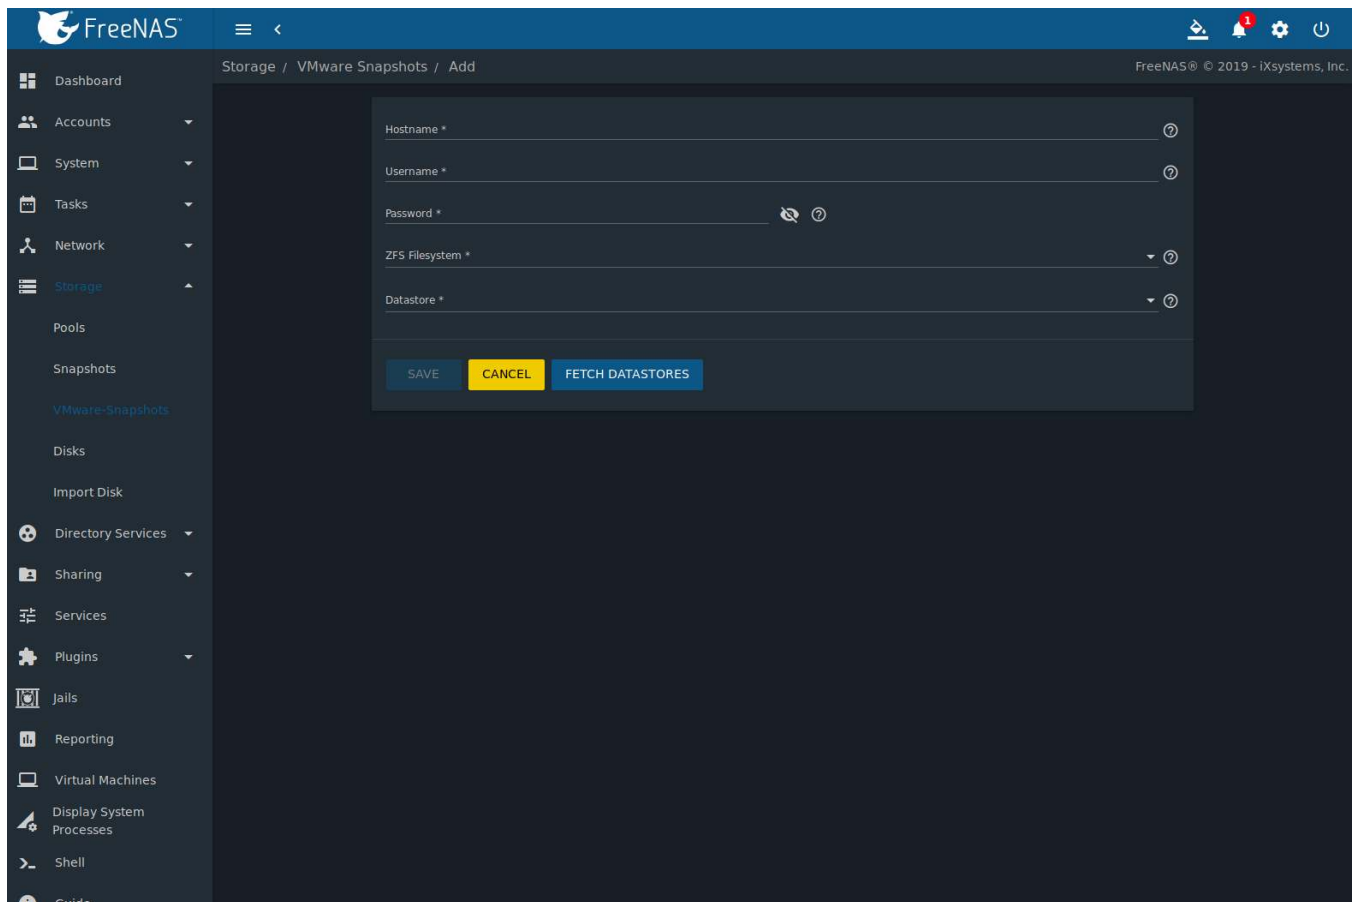 FreeNAS™
1
Storage / VMware Snapshots / Add
FreeNAS® © 2019 - iXsystems, Inc.
Dashboard
Accounts
System
Tasks
Network
Storage
Pools
Snapshots
VMware-Snapshots
Disks
Import Disk
Directory Services
Sharing
Services
Plugins
Jails
Reporting
Virtual Machines
Display System
Processes
Shell
Guide
Hostname *
Username *
Password *
ZFS Filesystem *
Datastore *
SAVE CANCEL FETCH DATASTORES